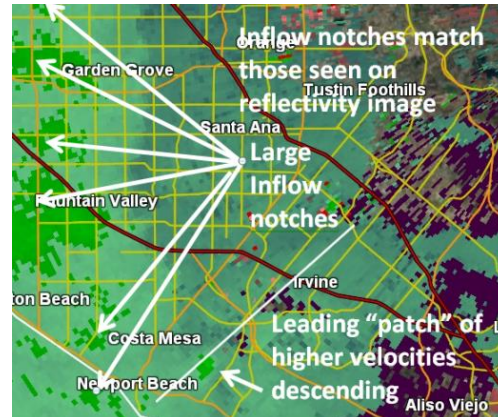 Inflow notches match
Orange
those seen on
Garden Grove
reflectivity image
Tustin Foothills
Santa Ana
Large
Inflow
notches
Fountain Valley
Irvine
ton Beach
Leading “patch” of
L
Costa Mesa
higher velocities
Newport Beach
descending
Aliso Viejo